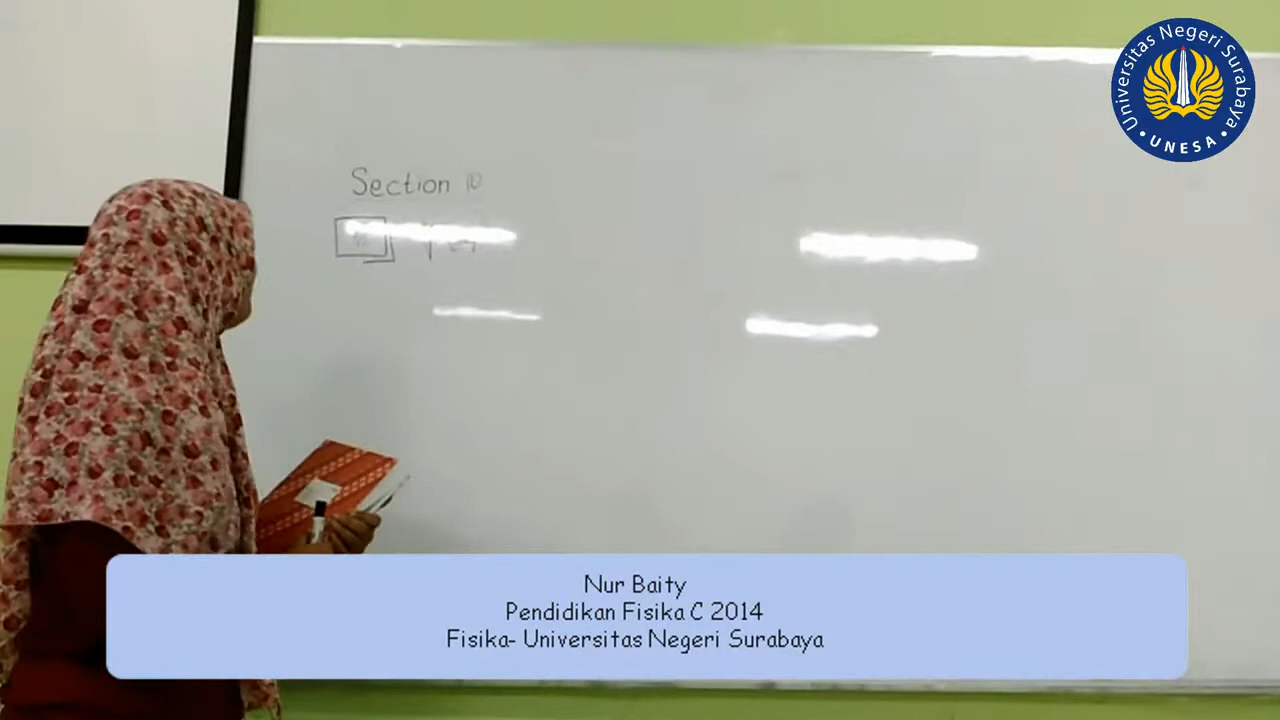 Universitas Negeri Surabaya
UNESA
Section 10
Nur Baity
Pendidikan Fisika C 2014
Fisika- Universitas Negeri Surabaya